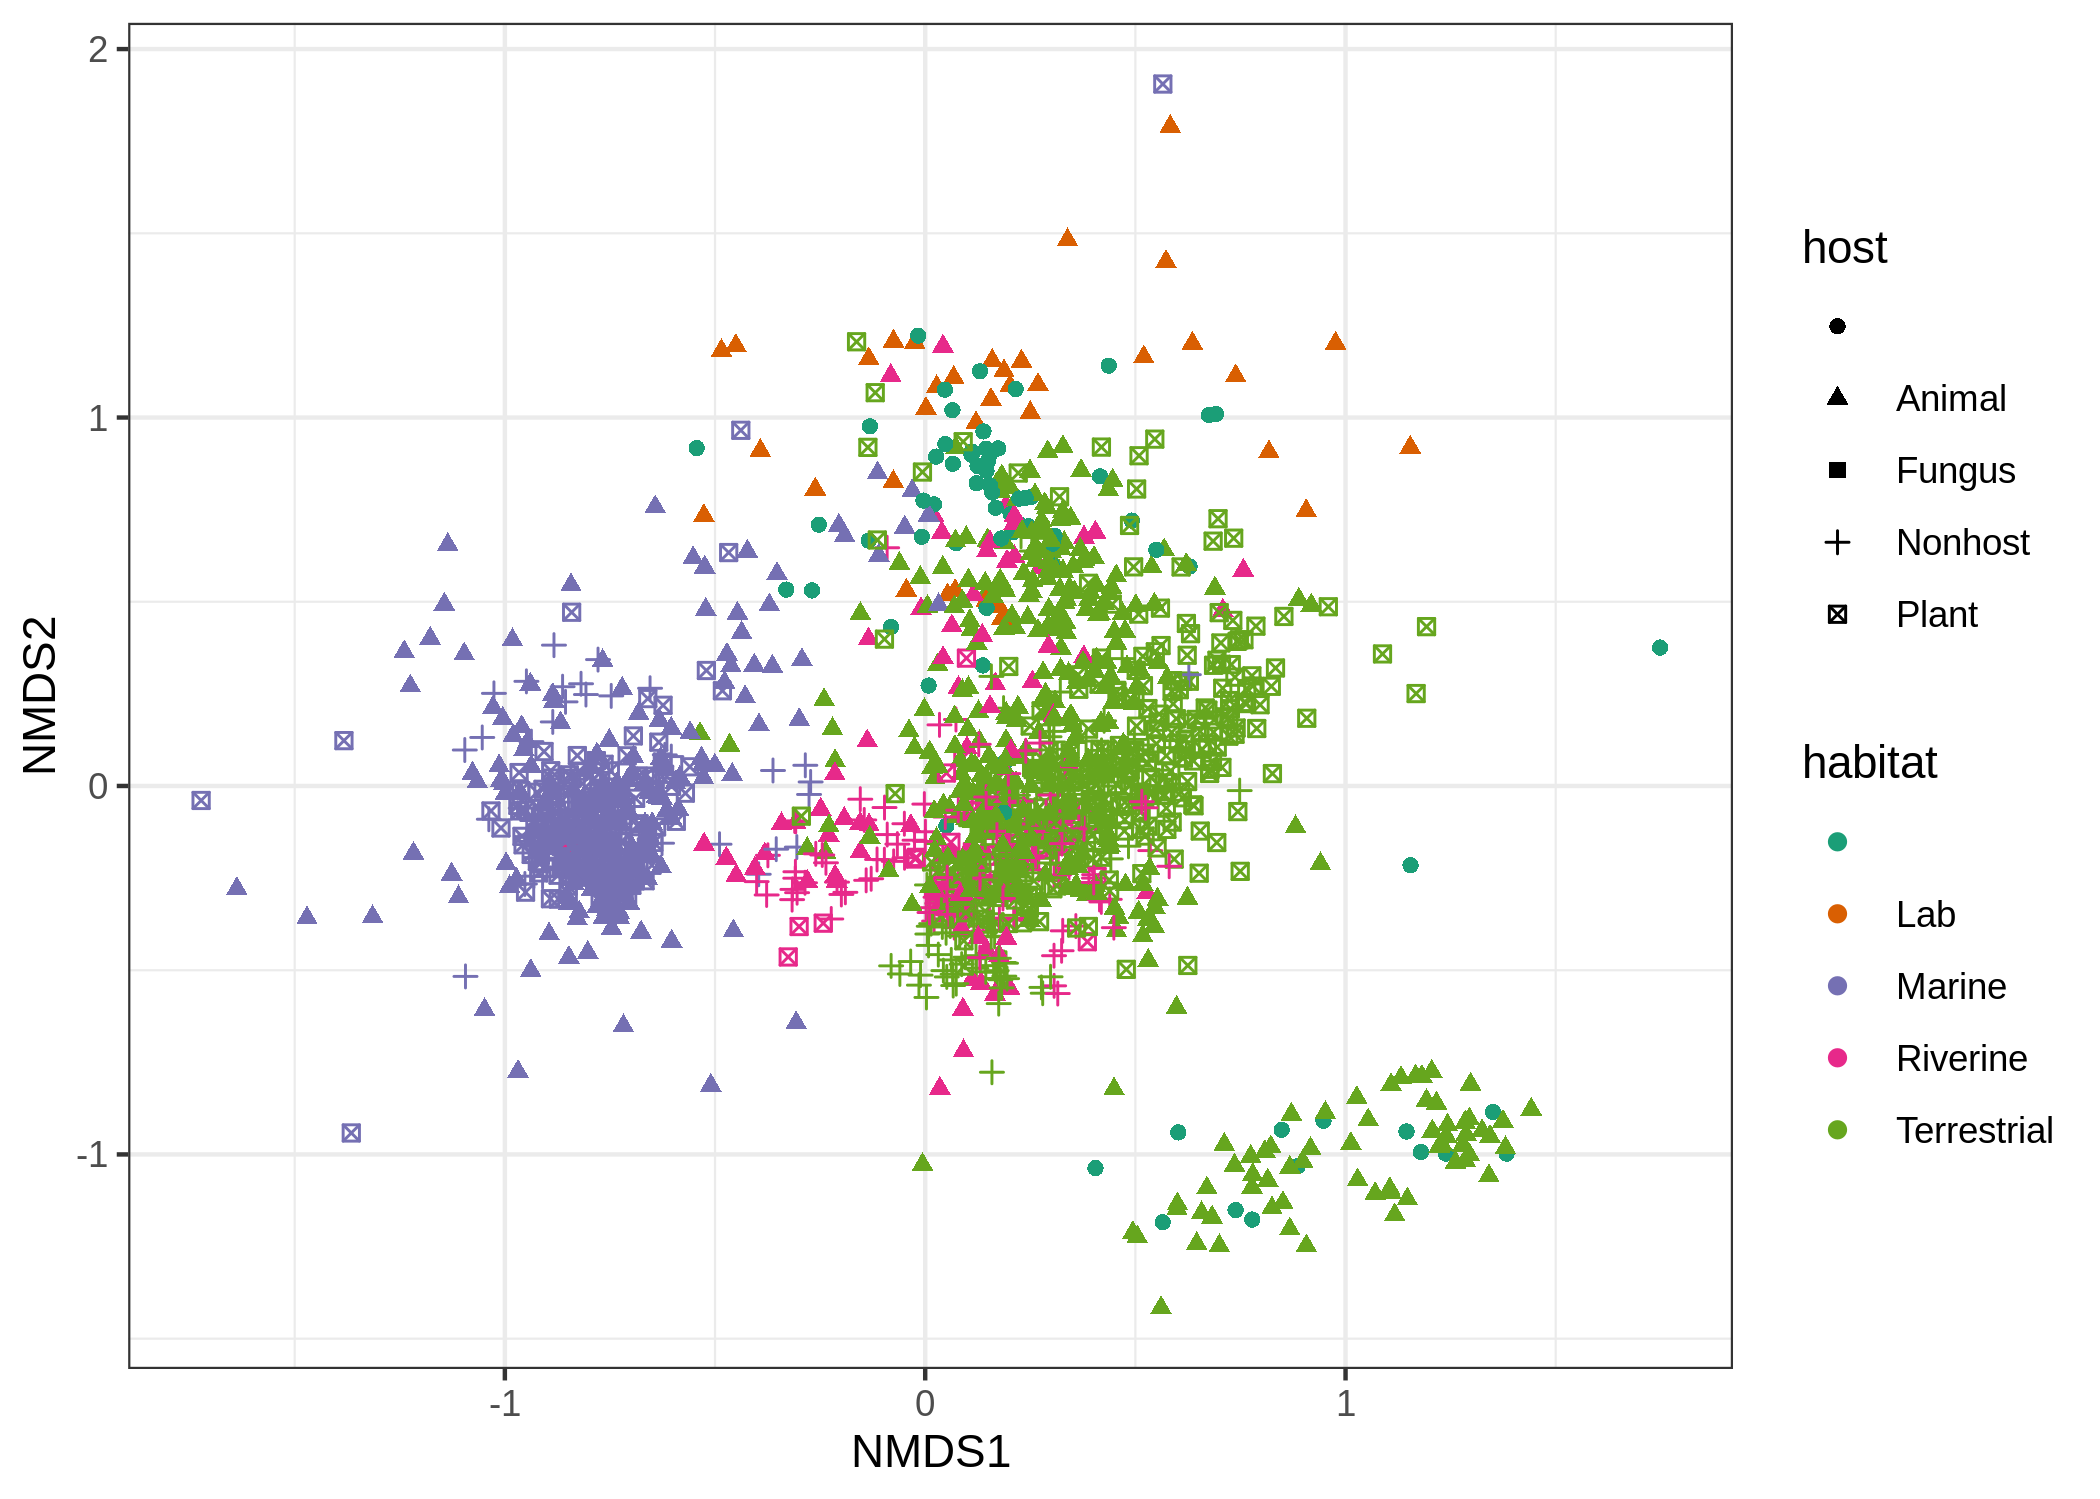 2
1
0
-1
NMDS2
-1
0
1
NMDS1
host
Animal
Fungus
Nonhost
Plant
habitat
Lab
Marine
Riverine
Terrestrial